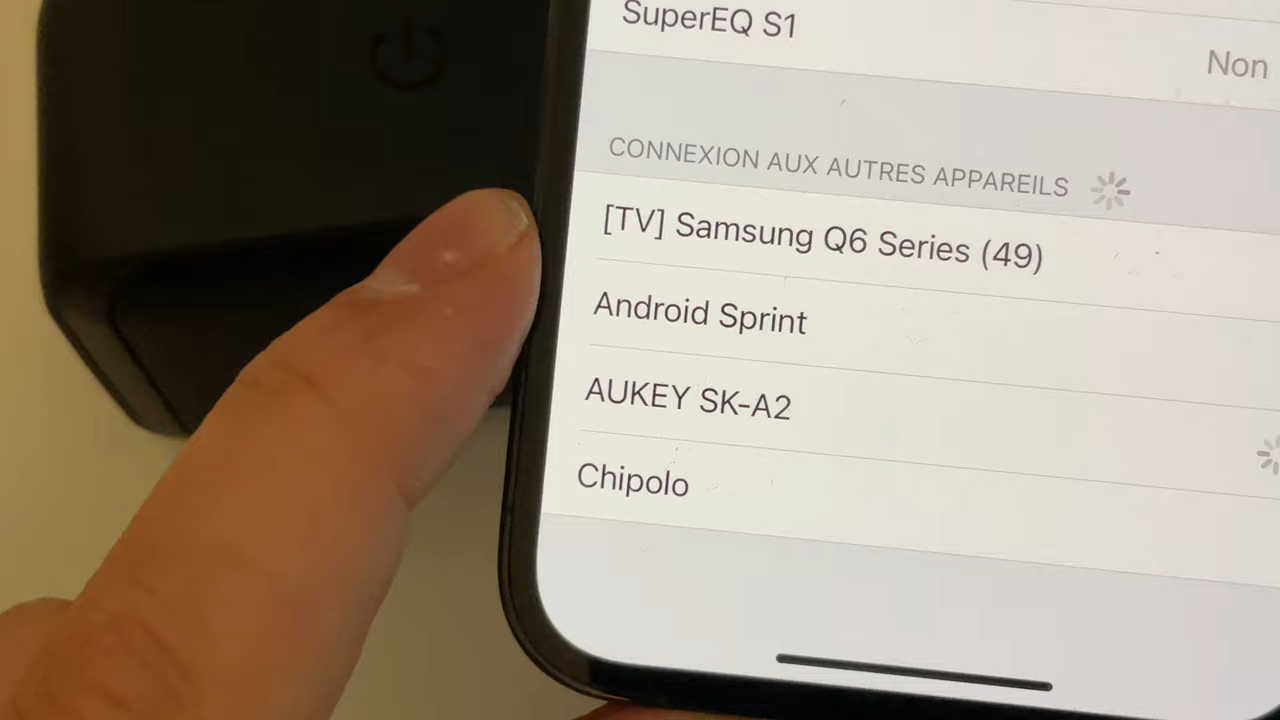 SuperEQ S1
Non
CONNEXION AUX AUTRES APPAREILS
[TV] Samsung Q6 Series (49)
Android Sprint
AUKEY SK-A2
Chipolo